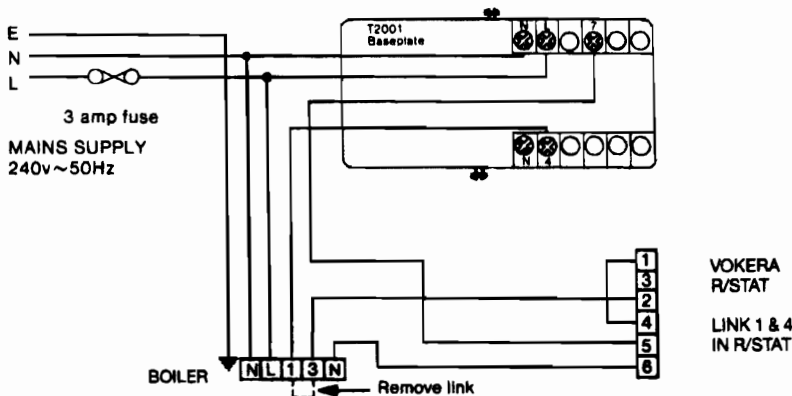 E
N
L
3 amp fuse
MAINS SUPPLY
240v~50Hz
T2001
Baseplate
N L 7
N 4
1
3
2
4
5
6
VOKERA
R/STAT
LINK 1 & 4
IN R/STAT
BOILER
N L 1 3 N
Remove link